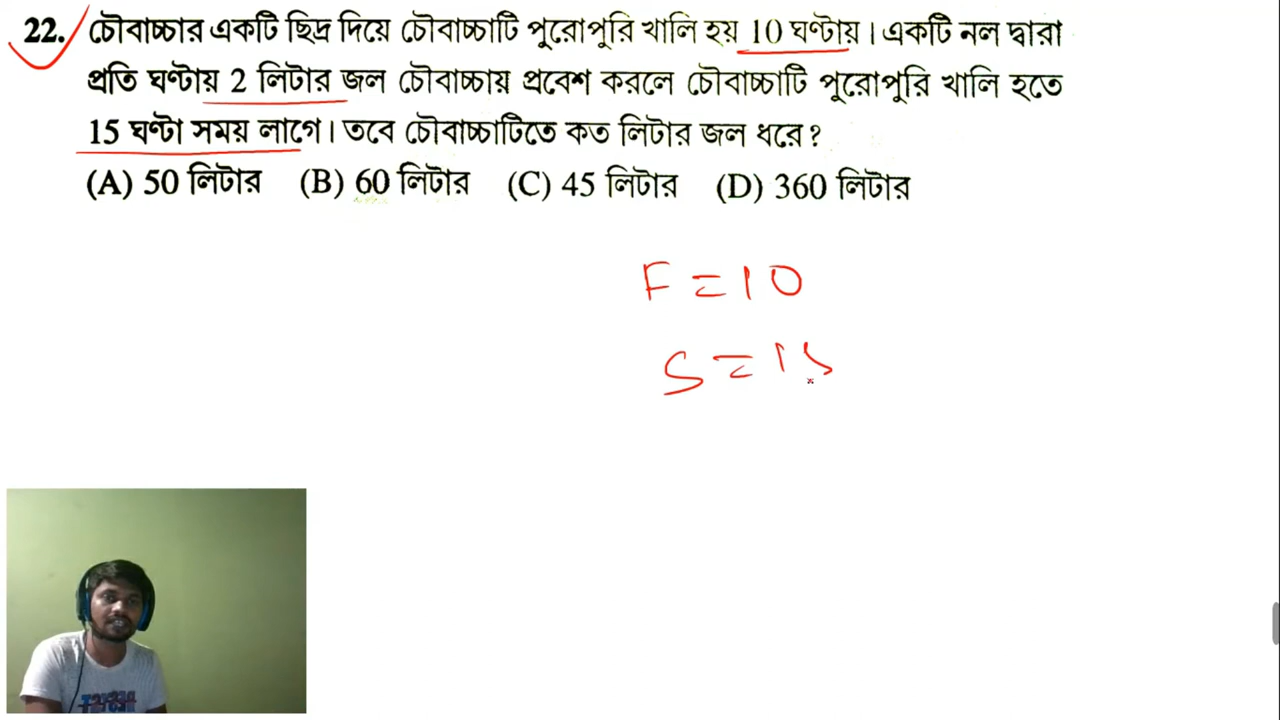 22. চৌবাচ্চার একটি ছিদ্র দিয়ে চৌবাচ্চাটি পুরোপুরি খালি হয় 10 ঘণ্টায়। একটি নল দ্বারা
প্রতি ঘণ্টায় 2 লিটার জল চৌবাচ্চায় প্রবেশ করলে চৌবাচ্চাটি পুরোপুরি খালি হতে
15 ঘণ্টা সময় লাগে। তবে চৌবাচ্চাটিতে কত লিটার জল ধরে?
(A) 50 লিটার (B) 60 লিটার (C) 45 লিটার (D) 360 লিটার
F = 10
S = 15